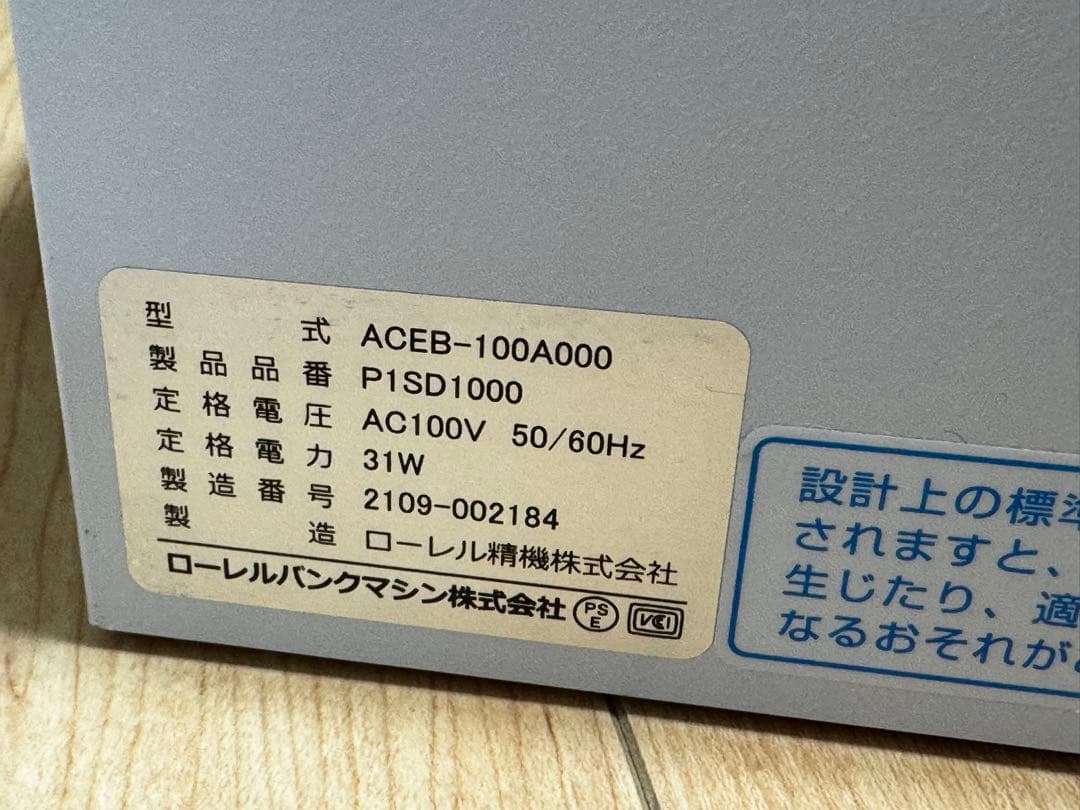 型式 ACEB-100A000
製品品番 P1SD1000
定格電圧 AC100V 50/60Hz
定格電力 31W
製造番号 2109-002184
製造 ローレル精機株式会社
ローレルバンクマシン株式会社 PSE VCCI
設計上の標準
されますと、
生じたり、適
なるおそれが